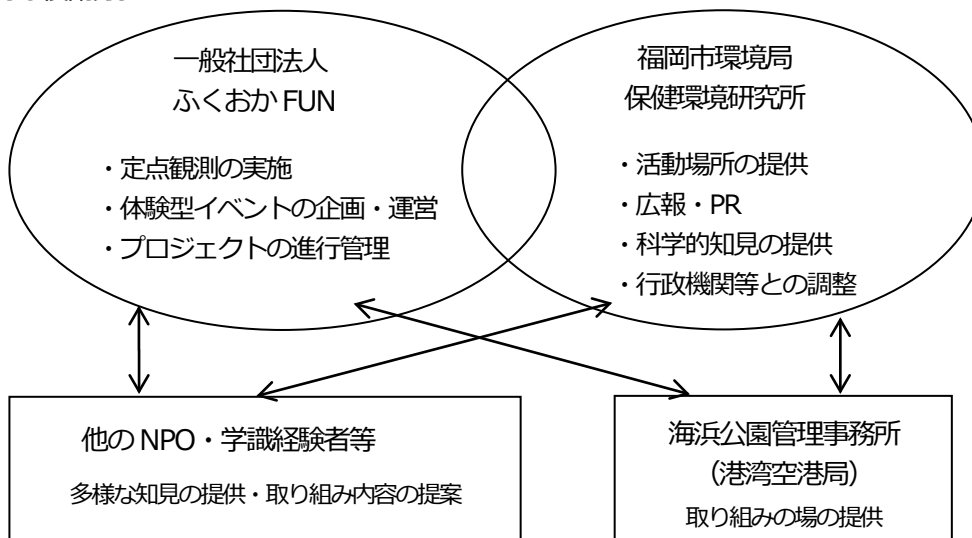 一般社団法人
ふくおか FUN
・定点観測の実施
・体験型イベントの企画・運営
・プロジェクトの進行管理
福岡市環境局
保健環境研究所
・活動場所の提供
・広報・PR
・科学的知見の提供
・行政機関等との調整
他の NPO・学識経験者等
多様な知見の提供・取り組み内容の提案
海浜公園管理事務所
（港湾空港局）
取り組みの場の提供